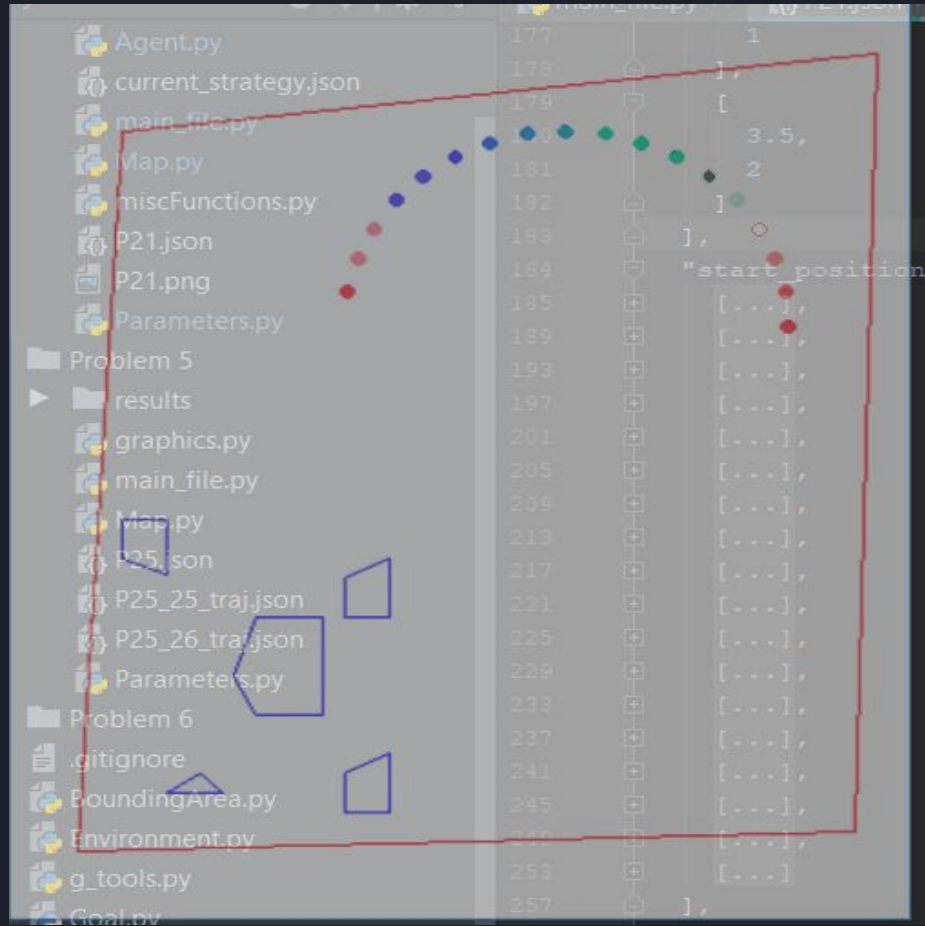 main_file.py
P21.json
Agent.py
current_strategy.json
main_file.py
Map.py
miscFunctions.py
P21.json
P21.png
Parameters.py
Problem 5
results
graphics.py
main_file.py
Map.py
P25.json
P25_25_traj.json
P25_26_traj.json
Parameters.py
Problem 6
.gitignore
BoundingArea.py
Environment.py
g_tools.py
Goal.py
177 1
178 ],
179 [
180 3.5,
181 2
182 ]
183 ],
184 "start_position
185 [...],
189 [...],
193 [...],
197 [...],
201 [...],
205 [...],
209 [...],
213 [...],
217 [...],
221 [...],
225 [...],
229 [...],
233 [...],
237 [...],
241 [...],
245 [...],
249 [...],
253 [...]
257 ],